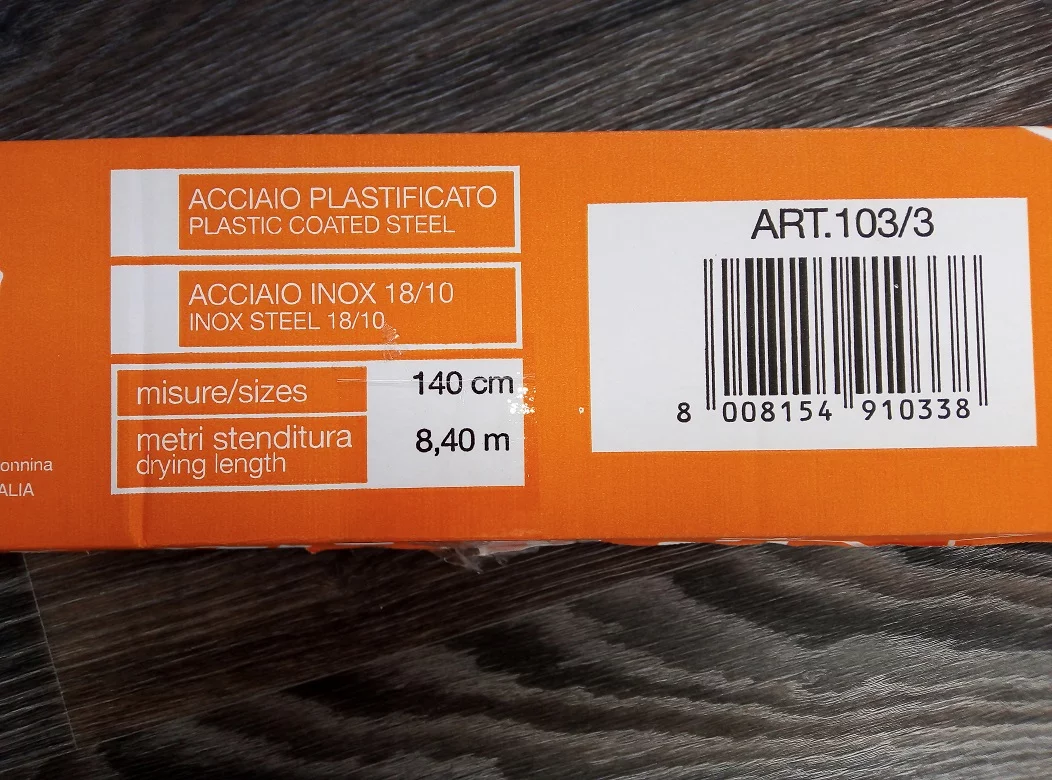 ACCIAIO PLASTIFICATO
PLASTIC COATED STEEL
ACCIAIO INOX 18/10
INOX STEEL 18/10
misure/sizes 140 cm
metri stenditura
drying length 8,40 m
onnina
ALIA
ART.103/3
8 008154 910338